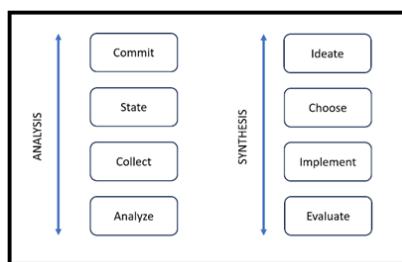 ANALYSIS
Commit
State
Collect
Analyze
SYNTHESIS
Ideate
Choose
Implement
Evaluate